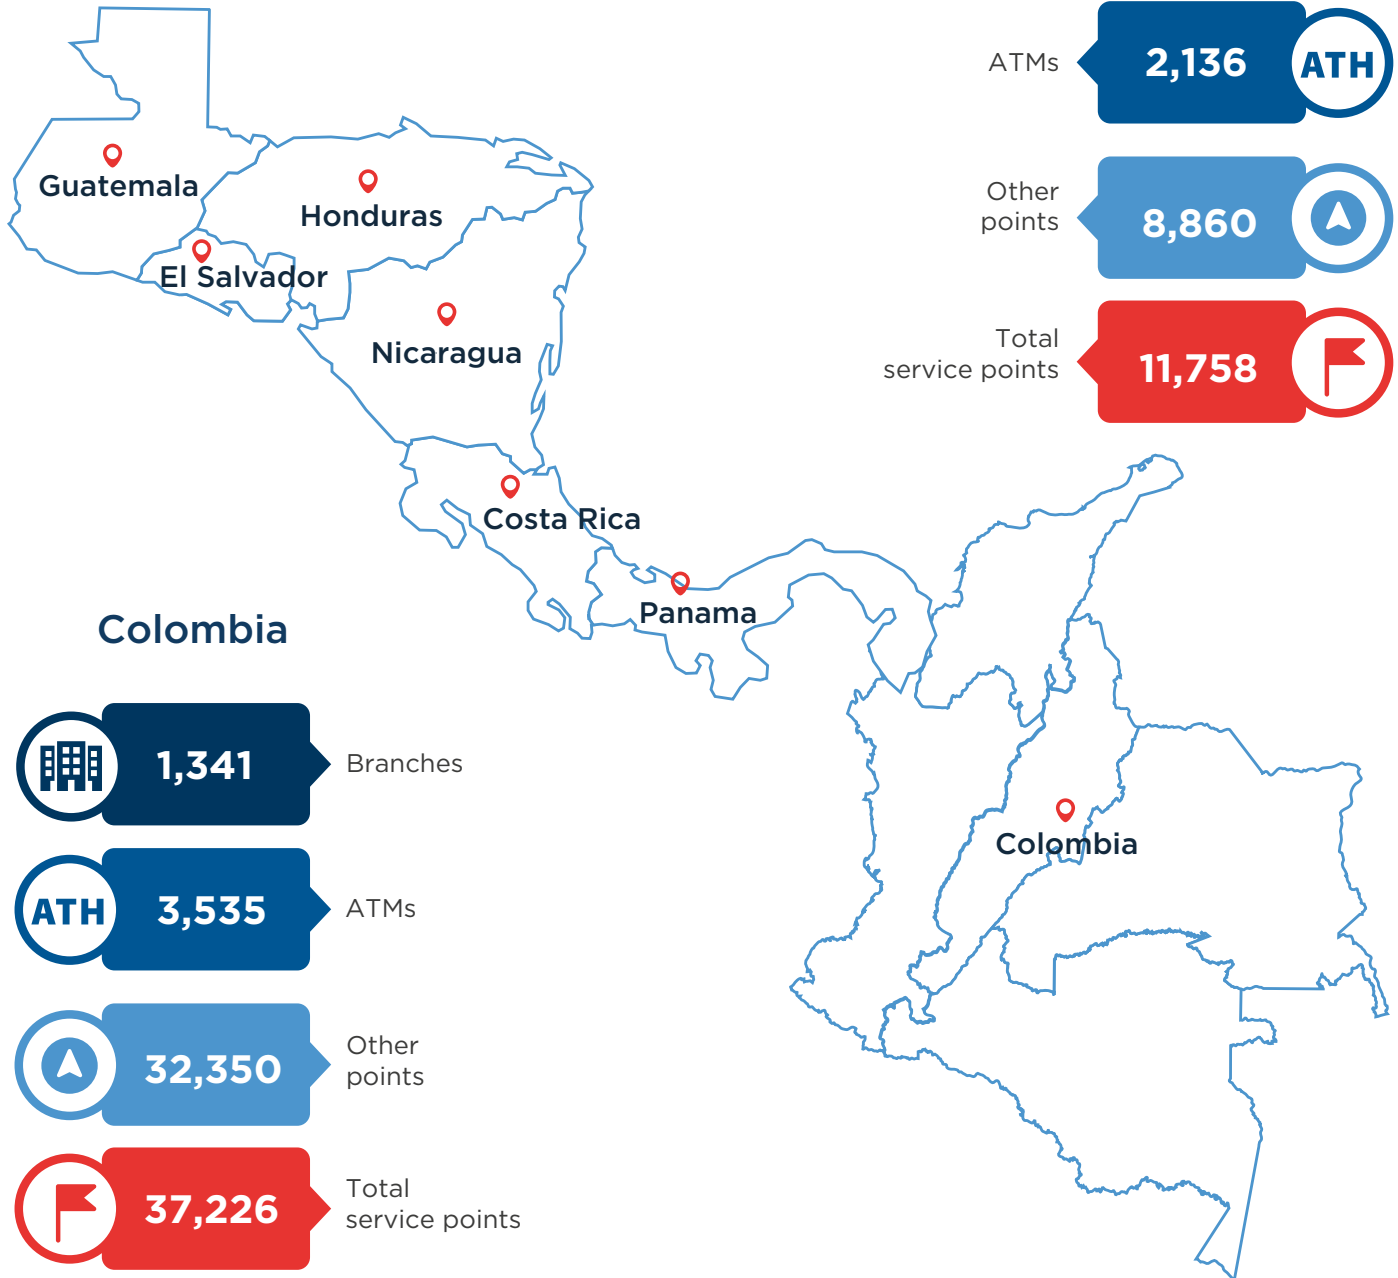 ATMs
2,136
ATH
Other
points
8,860
Total
service points
11,758
Guatemala
Honduras
El Salvador
Nicaragua
Costa Rica
Panama
Colombia
Colombia
1,341
Branches
ATH
3,535
ATMs
32,350
Other
points
37,226
Total
service points